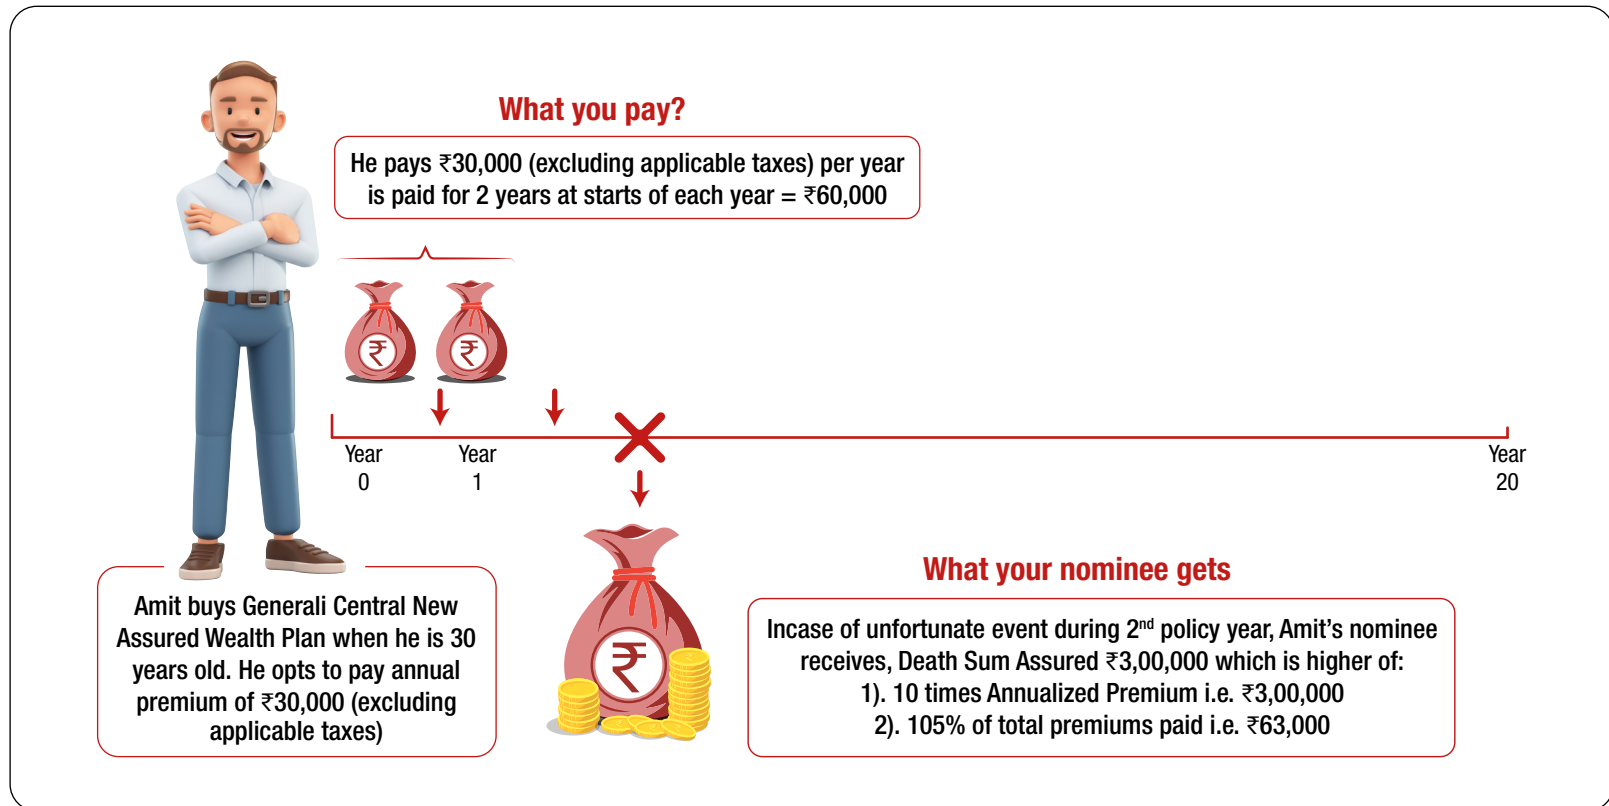 What you pay?
He pays ₹30,000 (excluding applicable taxes) per year
is paid for 2 years at starts of each year = ₹60,000
₹
₹
Year
0
Year
1
Year
20
Amit buys Generali Central New
Assured Wealth Plan when he is 30
years old. He opts to pay annual
premium of ₹30,000 (excluding
applicable taxes)
₹
What your nominee gets
Incase of unfortunate event during 2nd policy year, Amit's nominee
receives, Death Sum Assured ₹3,00,000 which is higher of:
1). 10 times Annualized Premium i.e. ₹3,00,000
2). 105% of total premiums paid i.e. ₹63,000